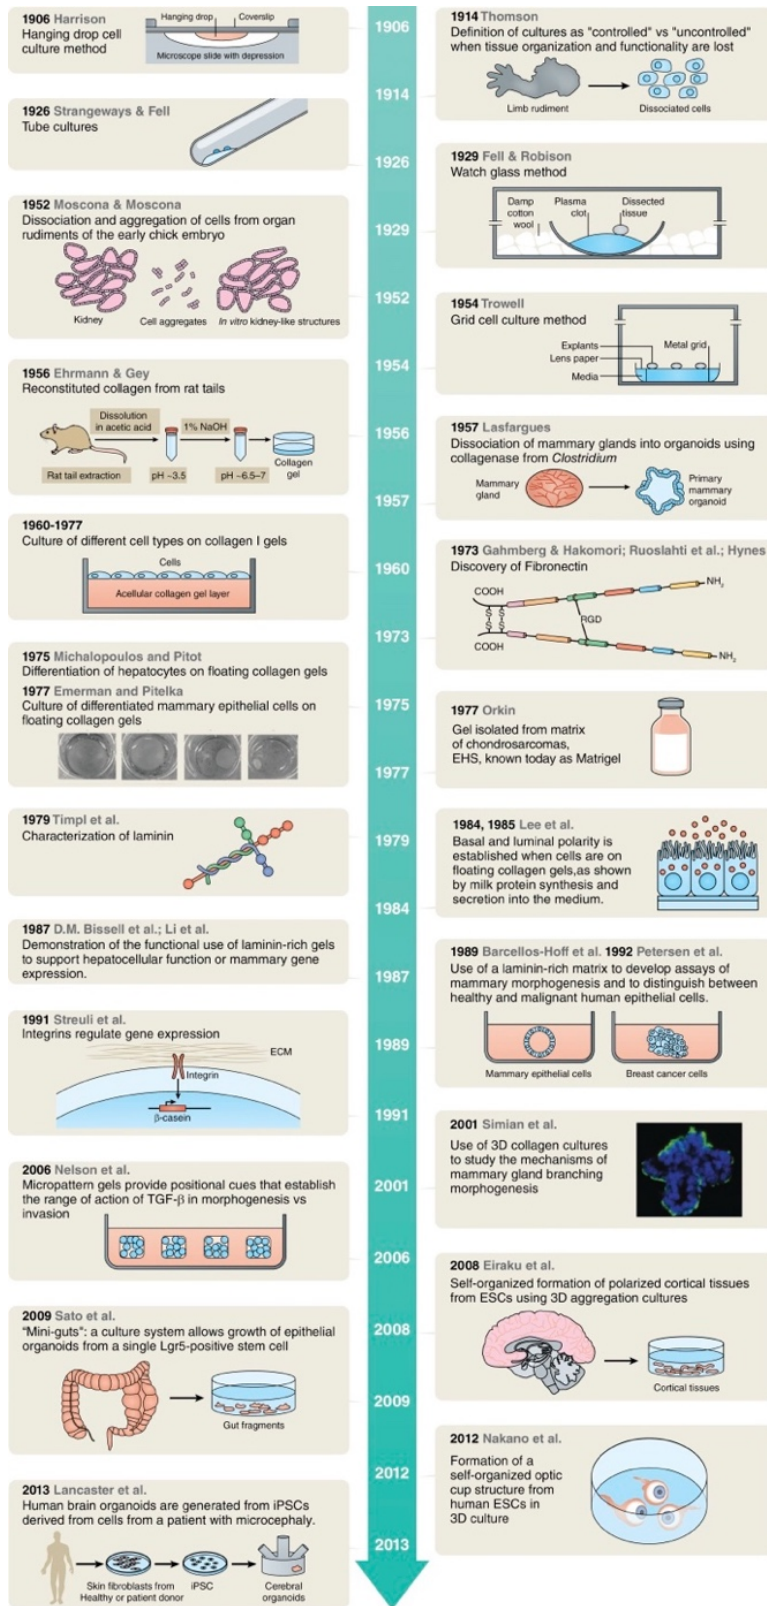 1906 Harrison
Hanging drop cell
culture method
Hanging drop
Coverslip
Microscope slide with depression
1906
1914 Thomson
Definition of cultures as "controlled" vs "uncontrolled"
when tissue organization and functionality are lost
Limb rudiment
Dissociated cells
1914
1926 Strangeways & Fell
Tube cultures
1926
1929 Fell & Robison
Watch glass method
Damp
cotton
wool
Plasma
clot
Dissected
tissue
1929
1952 Moscona & Moscona
Dissociation and aggregation of cells from organ
rudiments of the early chick embryo
Kidney
Cell aggregates
In vitro kidney-like structures
1952
1954 Trowell
Grid cell culture method
Explants
Lens paper
Media
Metal grid
1954
1956 Ehrmann & Gey
Reconstituted collagen from rat tails
Dissolution
in acetic acid
1% NaOH
Rat tail extraction
pH ~3.5
pH ~6.5–7
Collagen
gel
1956
1957 Lasfargues
Dissociation of mammary glands into organoids using
collagenase from Clostridium
Mammary
gland
Primary
mammary
organoid
1957
1960-1977
Culture of different cell types on collagen I gels
Cells
Acellular collagen gel layer
1960
1973 Gahmberg & Hakomori; Ruoslahti et al.; Hynes
Discovery of Fibronectin
COOH
NH2
S S
S S
RGD
COOH
NH2
1973
1975 Michalopoulos and Pitot
Differentiation of hepatocytes on floating collagen gels
1977 Emerman and Pitelka
Culture of differentiated mammary epithelial cells on
floating collagen gels
1975
1977 Orkin
Gel isolated from matrix
of chondrosarcomas,
EHS, known today as Matrigel
1977
1979 Timpl et al.
Characterization of laminin
1979
1984, 1985 Lee et al.
Basal and luminal polarity is
established when cells are on
floating collagen gels,as shown
by milk protein synthesis and
secretion into the medium.
1984
1987 D.M. Bissell et al.; Li et al.
Demonstration of the functional use of laminin-rich gels
to support hepatocellular function or mammary gene
expression.
1987
1989 Barcellos-Hoff et al. 1992 Petersen et al.
Use of a laminin-rich matrix to develop assays of
mammary morphogenesis and to distinguish between
healthy and malignant human epithelial cells.
Mammary epithelial cells
Breast cancer cells
1989
1991 Streuli et al.
Integrins regulate gene expression
ECM
Integrin
β-casein
1991
2001 Simian et al.
Use of 3D collagen cultures
to study the mechanisms of
mammary gland branching
morphogenesis
2001
2006 Nelson et al.
Micropattern gels provide positional cues that establish
the range of action of TGF-β in morphogenesis vs
invasion
2006
2008 Eiraku et al.
Self-organized formation of polarized cortical tissues
from ESCs using 3D aggregation cultures
Cortical tissues
2008
2009 Sato et al.
"Mini-guts": a culture system allows growth of epithelial
organoids from a single Lgr5-positive stem cell
Gut fragments
2009
2012 Nakano et al.
Formation of a
self-organized optic
cup structure from
human ESCs in
3D culture
2012
2013 Lancaster et al.
Human brain organoids are generated from iPSCs
derived from cells from a patient with microcephaly.
Skin fibroblasts from
Healthy or patient donor
iPSC
Cerebral
organoids
2013